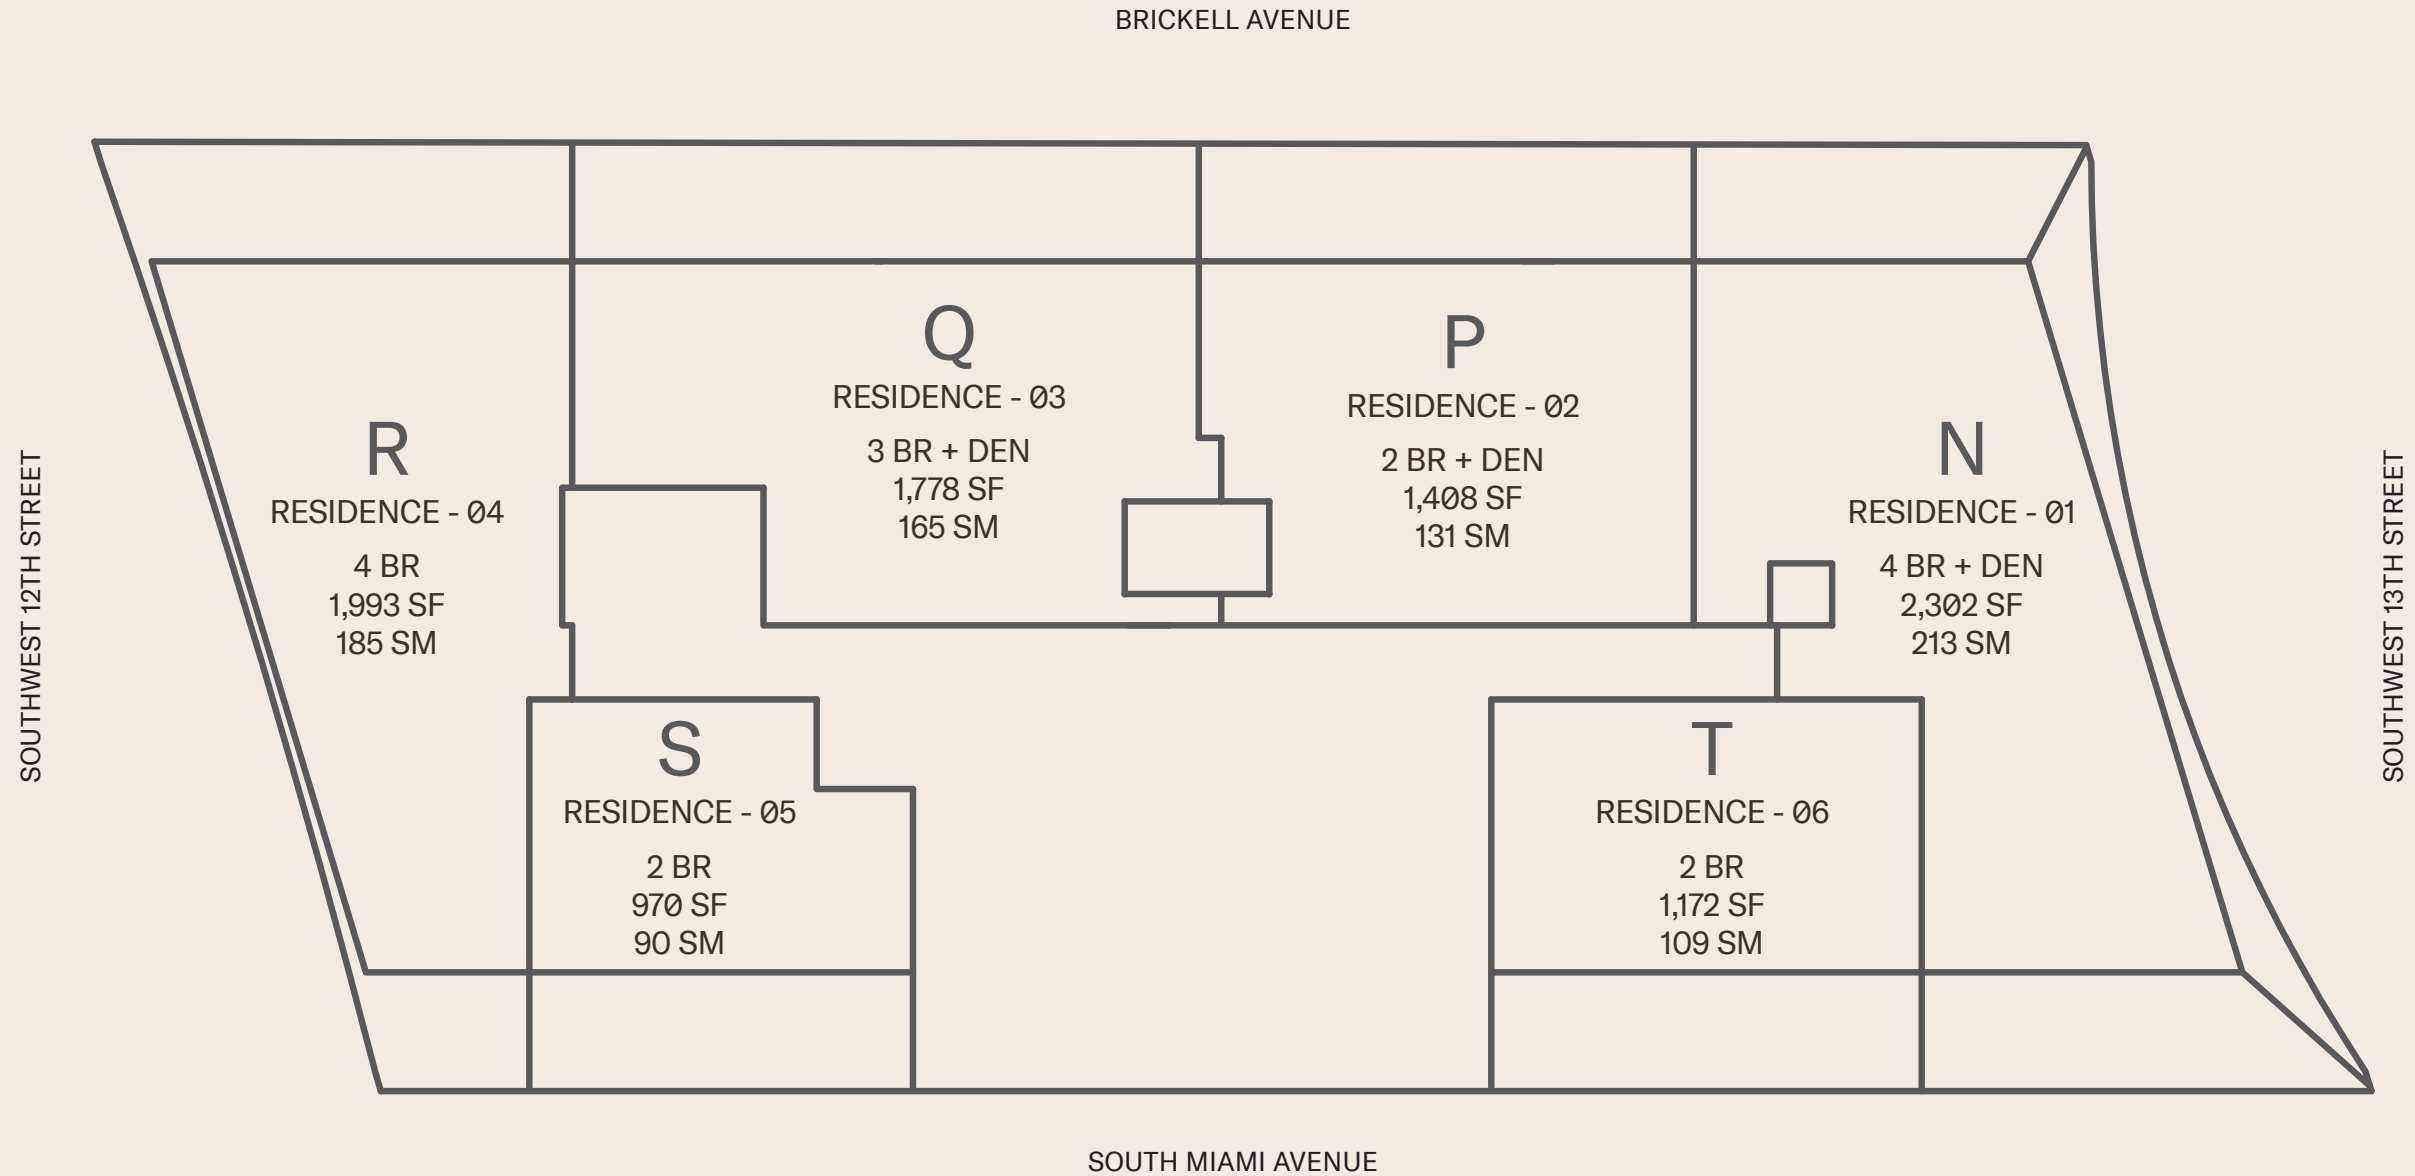 BRICKELL AVENUE
SOUTHWEST 12TH STREET
R
RESIDENCE - 04
4 BR
1,993 SF
185 SM
Q
RESIDENCE - 03
3 BR + DEN
1,778 SF
165 SM
P
RESIDENCE - 02
2 BR + DEN
1,408 SF
131 SM
N
RESIDENCE - 01
4 BR + DEN
2,302 SF
213 SM
SOUTHWEST 13TH STREET
S
RESIDENCE - 05
2 BR
970 SF
90 SM
T
RESIDENCE - 06
2 BR
1,172 SF
109 SM
SOUTH MIAMI AVENUE